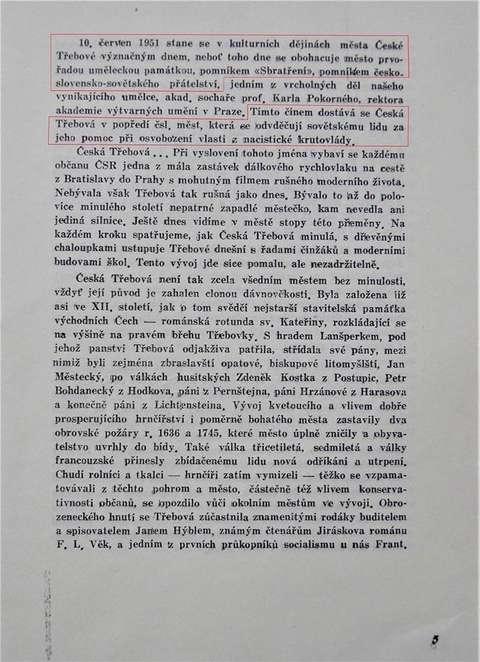 10. červen 1951 stane se v kulturních dějinách města České
Třebové význačným dnem, neboť toho dne se obohacuje město prvo-
řadou uměleckou památkou, pomníkem «Sbratření», pomníkem česko-
slovensko-sovětského přátelství, jedním z vrcholných děl našeho
vynikajícího umělce, akad. sochaře prof. Karla Pokorného, rektora
akademie výtvarných umění v Praze. Tímto činem dostává se Česká
Třebová v popředí čsl. měst, která se odvděčují sovětskému lidu za
jeho pomoc při osvobození vlasti z nacistické krutovlády.
Česká Třebová... Při vyslovení tohoto jména vybaví se každému
občanu ČSR jedna z mála zastávek dálkového rychlovlaku na cestě
z Bratislavy do Prahy s mohutným filmem rušného moderního života.
Nebývala však Třebová tak rušná jako dnes. Bývalo to až do polo-
vice minulého století nepatrné zapadlé městečko, kam nevedla ani
jediná silnice. Ještě dnes vidíme v městě stopy této přeměny. Na
každém kroku spatřujeme, jak Česká Třebová minulá, s dřevěnými
chaloupkami ustupuje Třebové dnešní s řadami činžáků a moderními
budovami škol. Tento vývoj jde sice pomalu, ale nezadržitelně.
Česká Třebová není tak zcela všedním městem bez minulosti,
vždyť její původ je zahalen clonou dávnověkosti. Byla založena již
asi ve XII. století, jak o tom svědčí nejstarší stavitelská památka
východních Čech — románská rotunda sv. Kateřiny, rozkládající se
na výšině na pravém břehu Třebovky. S hradem Lanšperkem, pod
jehož panství Třebová odjakživa patřila, střídala své pány, mezi
nimiž byli zejména zbraslavští opatové, biskupové litomyšlští, Jan
Městecký, po válkách husitských Zdeněk Kostka z Postupic, Petr
Bohdanecký z Hodkova, páni z Pernštejna, páni Hrzánové z Harasova
a konečně páni z Lichtensteina. Vývoj kvetoucího a vlivem dobře
prosperujícího hrnčířství i poměrně bohatého města zastavily dva
obrovské požáry r. 1636 a 1745, které město úplně zničily a obyva-
telstvo uvrhly do bídy. Také válka třicetiletá, sedmiletá a války
francouzské přinesly zbídačenému lidu nová odříkání a utrpení.
Chudí rolníci a tkalci — hrnčíři zatím vymizeli — těžko se vzpama-
továvali z těchto pohrom a město, částečně též vlivem konserva-
tivnosti občanů, se opozdilo vůči okolním městům ve vývoji. Obro-
zeneckého hnutí se Třebová zúčastnila znamenitými rodáky buditelem
a spisovatelem Janem Hýblem, známým čtenářům Jiráskova románu
F. L. Věk, a jedním z prvních průkopníků socialismu u nás Frant.
5